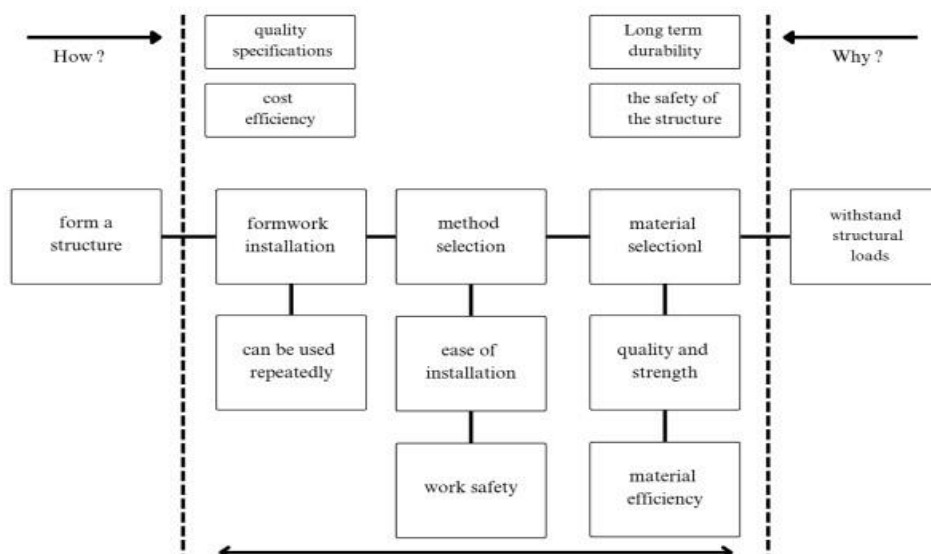 How ?
quality
specifications
cost
efficiency
Long term
durability
the safety of
the structure
Why ?
form a
structure
formwork
installation
method
selection
material
selectionl
withstand
structural
loads
can be used
repeatedly
ease of
installation
quality and
strength
work safety
material
efficiency